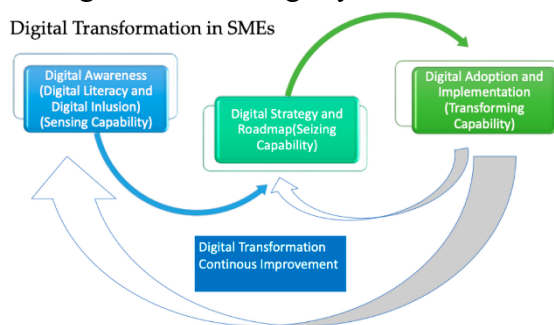 Digital Transformation in SMEs
Digital Awareness
(Digital Literacy and
Digital Inlusion)
(Sensing Capability)
Digital Strategy and
Roadmap(Seizing
Capability)
Digital Adoption and
Implementation
(Transforming
Capability)
Digital Transformation
Continous Improvement